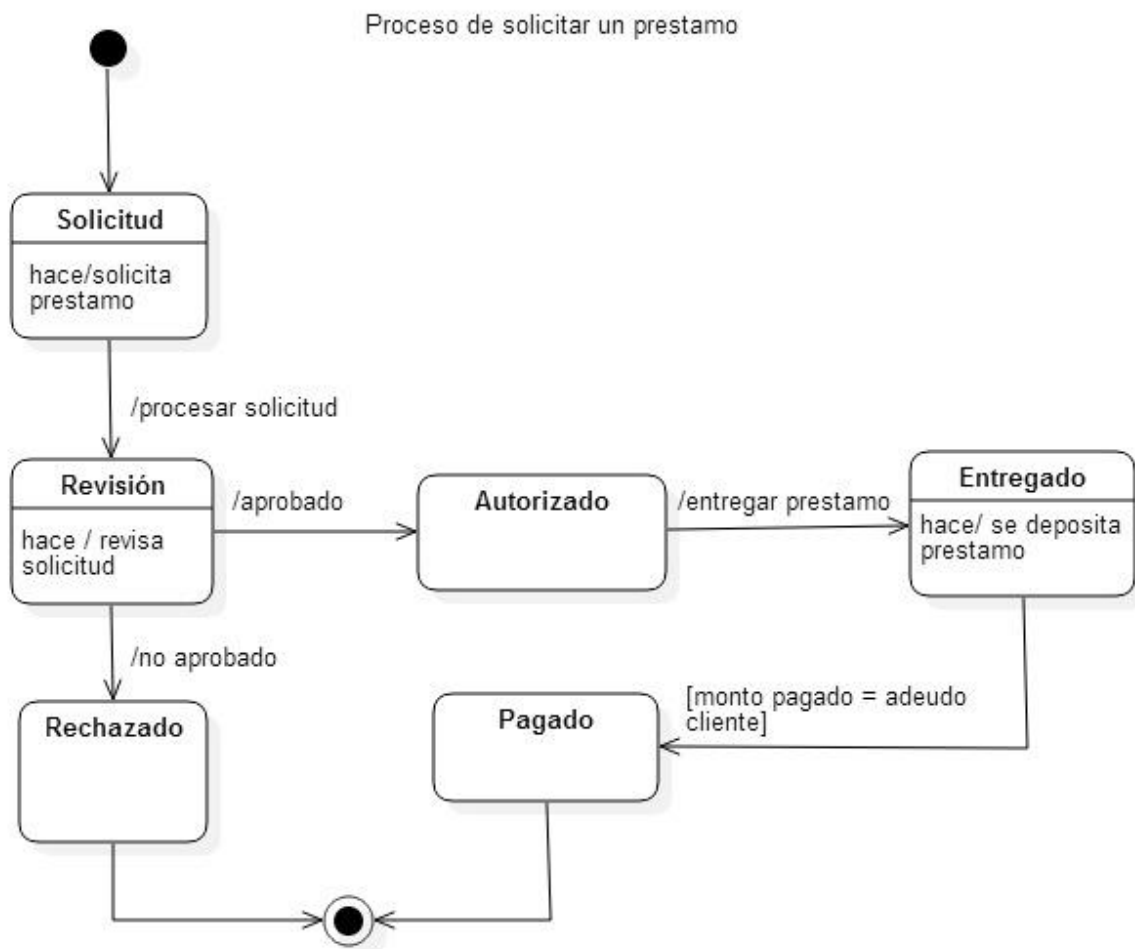 Proceso de solicitar un prestamo
Solicitud
hace/solicita
prestamo
/procesar solicitud
Revisión
hace / revisa
solicitud
/aprobado
Autorizado
/entregar prestamo
Entregado
hace/ se deposita
prestamo
/no aprobado
Rechazado
Pagado
[monto pagado = adeudo
cliente]